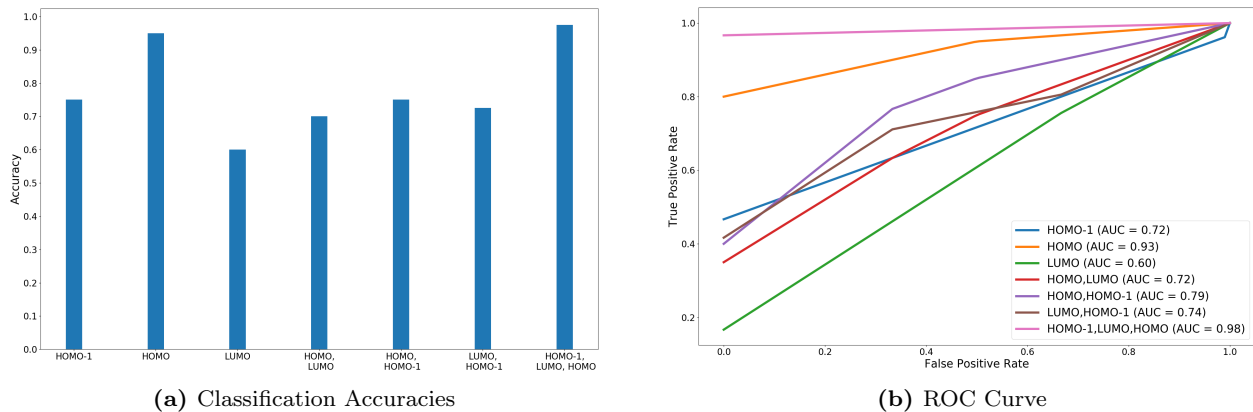 1.0
0.9
0.8
0.7
0.6
0.5
0.4
0.3
0.2
0.1
0.0
Accuracy
HOMO-1
HOMO
LUMO
HOMO,
LUMO
HOMO,
HOMO-1
LUMO,
HOMO-1
HOMO-1,
LUMO, HOMO
(a) Classification Accuracies
1.0
0.8
0.6
0.4
0.2
True Positive Rate
HOMO-1 (AUC = 0.72)
HOMO (AUC = 0.93)
LUMO (AUC = 0.60)
HOMO,LUMO (AUC = 0.72)
HOMO,HOMO-1 (AUC = 0.79)
LUMO,HOMO-1 (AUC = 0.74)
HOMO-1,LUMO,HOMO (AUC = 0.98)
0.0 0.2 0.4 0.6 0.8 1.0
False Positive Rate
(b) ROC Curve